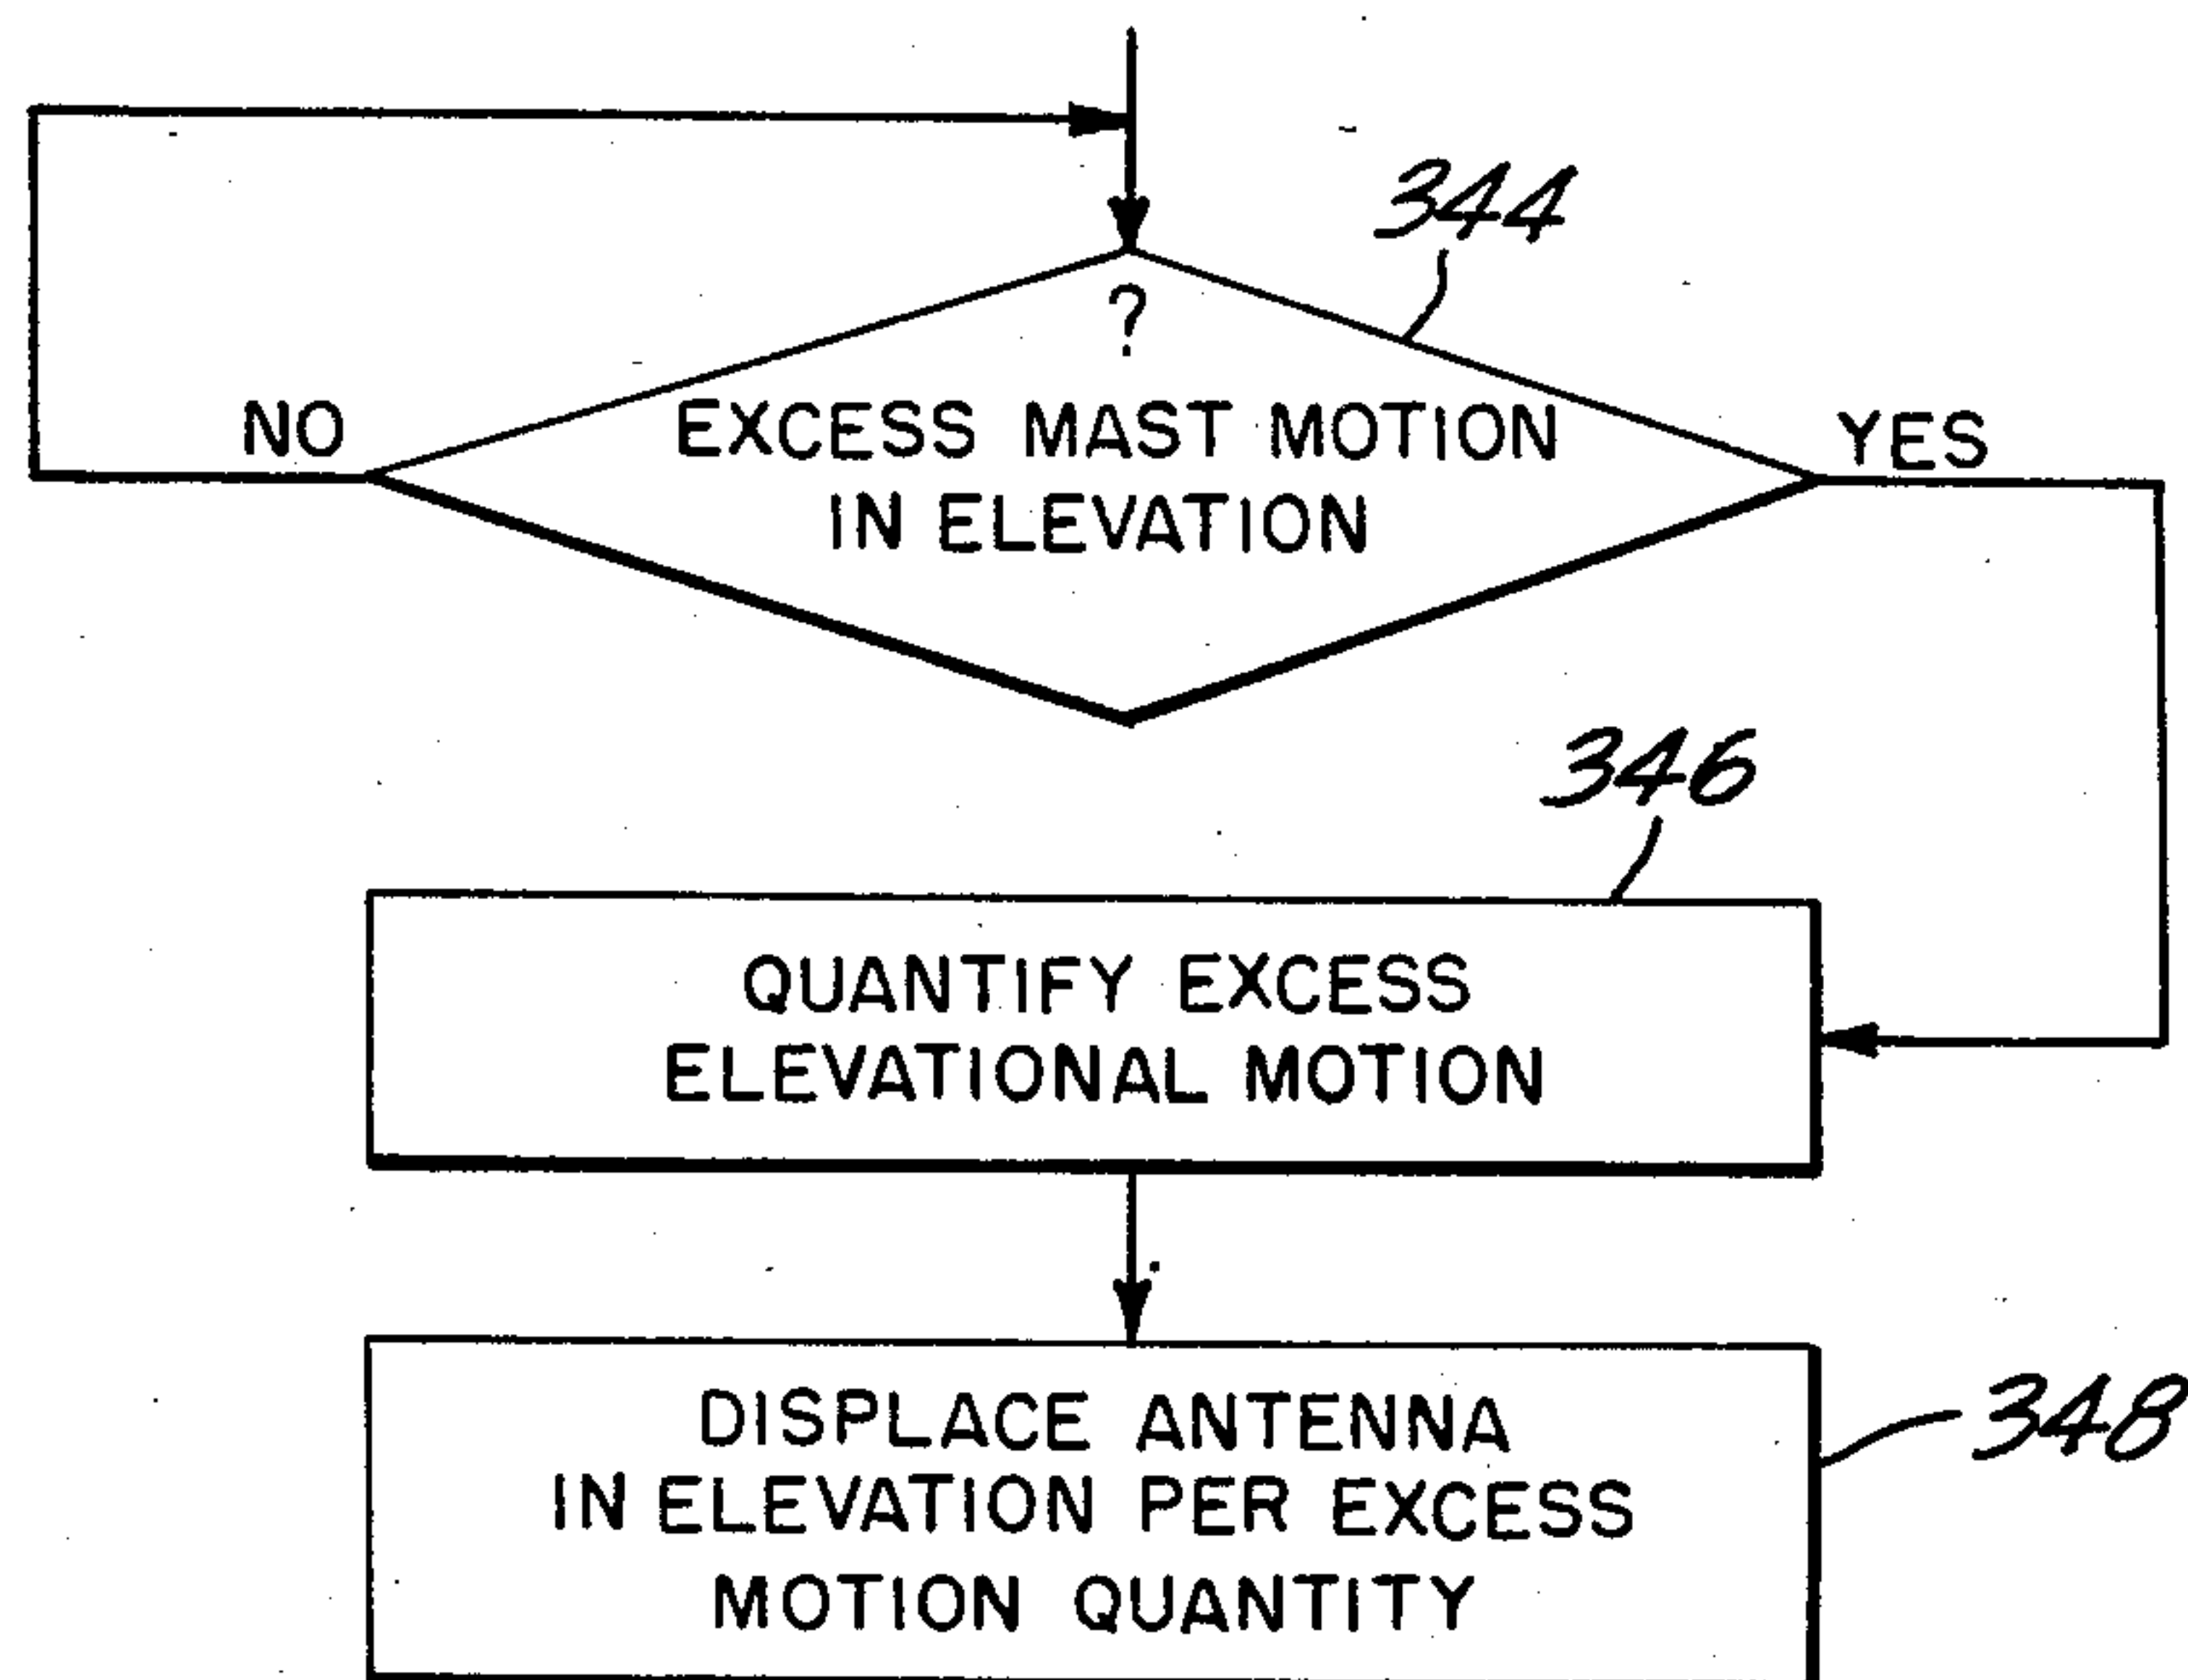 344
?
NO
EXCESS MAST MOTION
YES
IN ELEVATION
346
QUANTIFY EXCESS
ELEVATIONAL MOTION
DISPLACE ANTENNA
348
IN ELEVATION PER EXCESS
MOTION QUANTITY